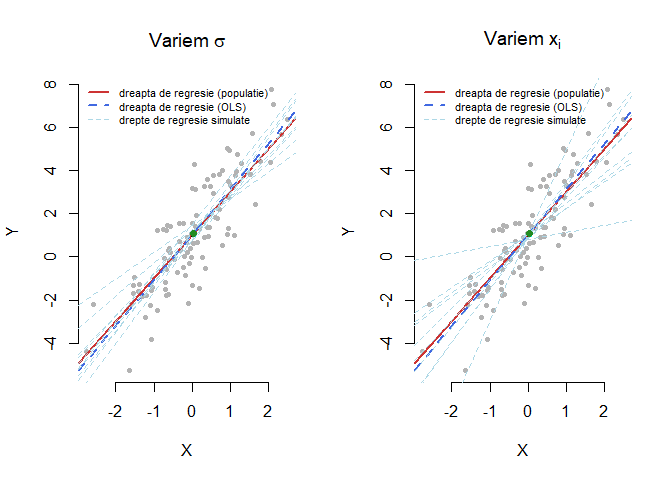 Variem σ
8
6
4
2
0
-2
-4
Y
dreapta de regresie (populatie)
dreapta de regresie (OLS)
drepte de regresie simulate
-2 -1 0 1 2
X
Variem xi
8
6
4
2
0
-2
-4
Y
dreapta de regresie (populatie)
dreapta de regresie (OLS)
drepte de regresie simulate
-2 -1 0 1 2
X